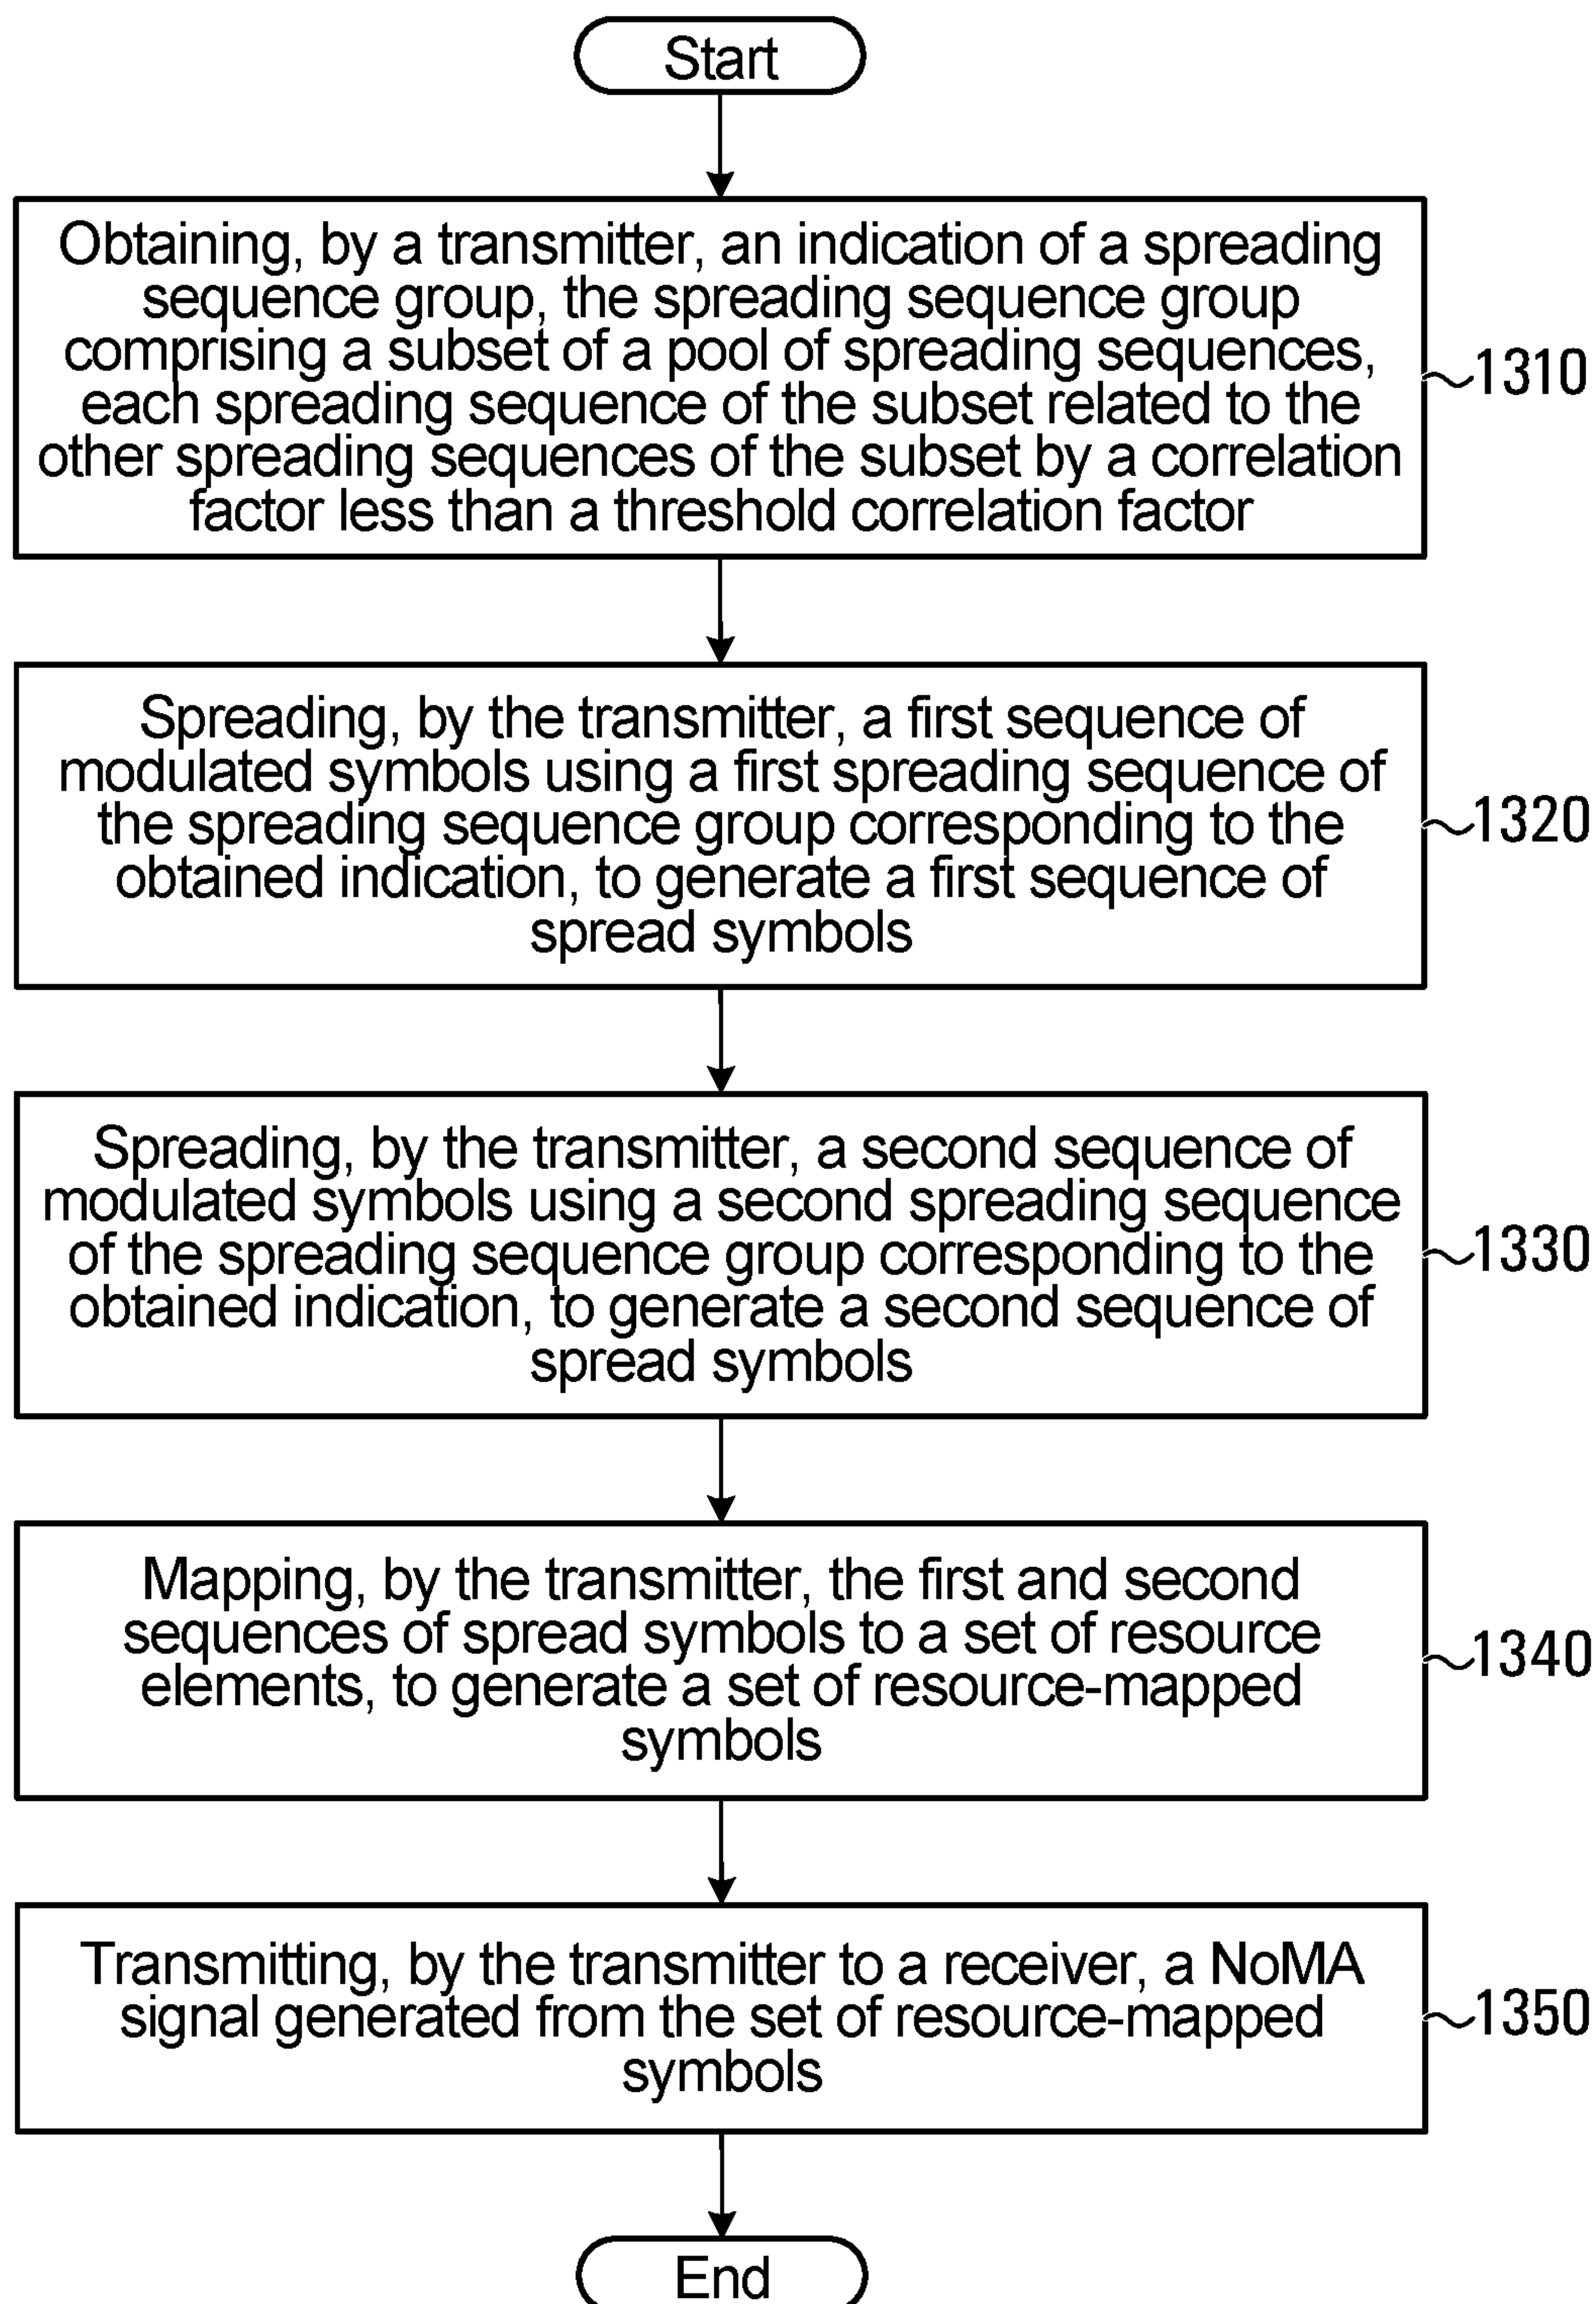 Start
Obtaining, by a transmitter, an indication of a spreading
sequence group, the spreading sequence group
comprising a subset of a pool of spreading sequences,
each spreading sequence of the subset related to the
other spreading sequences of the subset by a correlation
factor less than a threshold correlation factor
1310
Spreading, by the transmitter, a first sequence of
modulated symbols using a first spreading sequence of
the spreading sequence group corresponding to the
obtained indication, to generate a first sequence of
spread symbols
1320
Spreading, by the transmitter, a second sequence of
modulated symbols using a second spreading sequence
of the spreading sequence group corresponding to the
obtained indication, to generate a second sequence of
spread symbols
1330
Mapping, by the transmitter, the first and second
sequences of spread symbols to a set of resource
elements, to generate a set of resource-mapped
symbols
1340
Transmitting, by the transmitter to a receiver, a NoMA
signal generated from the set of resource-mapped
symbols
1350
End